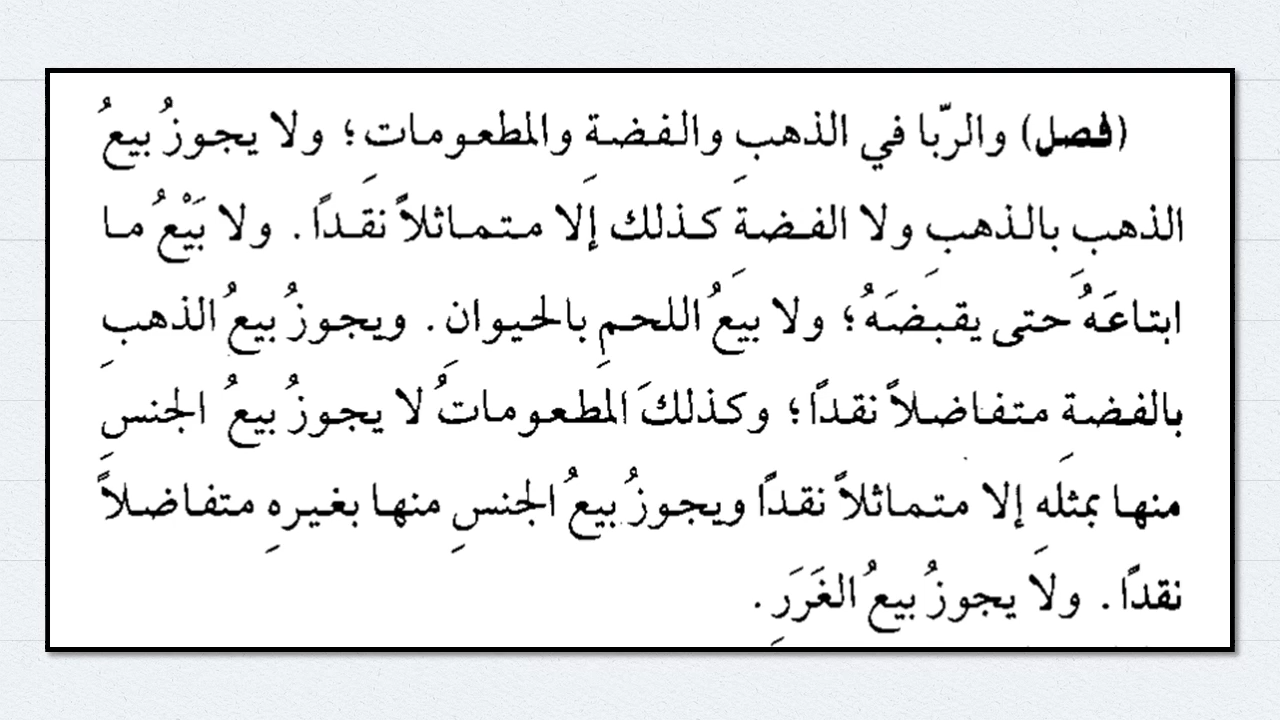 (فصل) والرّبا في الذهبِ والفضةِ والمطعوماتِ؛ ولا يجوزُ بيعُ
الذهبِ بالذهبِ ولا الفضةِ كذلك إلا متماثلاً نقداً. ولا بَيْعُ ما
ابتاعَهُ حتى يقبضَهُ؛ ولا بيعُ اللحمِ بالحيوانِ. ويجوزُ بيعُ الذهبِ
بالفضةِ متفاضلاً نقداً؛ وكذلكَ المطعوماتُ لا يجوزُ بيعُ الجنسِ
منها بمثلِه إلا متماثلاً نقداً ويجوزُ بيعُ الجنسِ منها بغيرِهِ متفاضلاً
نقداً. ولا يجوزُ بيعُ الغَرَرِ.